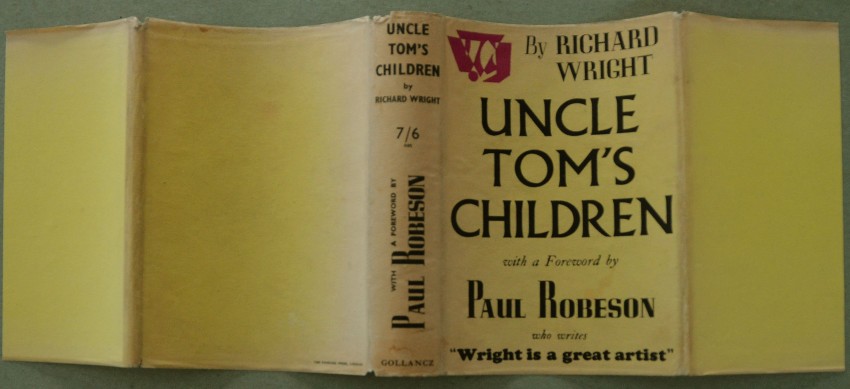 UNCLE
TOM'S
CHILDREN
by
RICHARD WRIGHT
7/6
WITH A FOREWORD BY
PAUL ROBESON
GOLLANCZ
VG
By RICHARD
WRIGHT
UNCLE
TOM'S
CHILDREN
with a Foreword by
PAUL ROBESON
who writes
"Wright is a great artist"